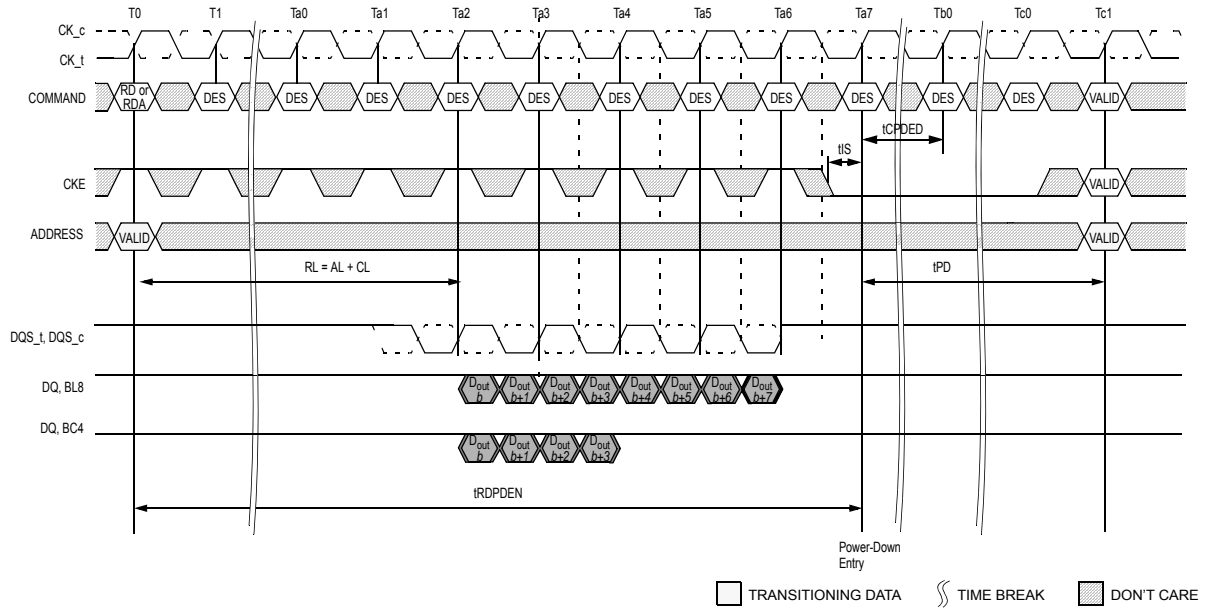 T0 T1 Ta0 Ta1 Ta2 Ta3 Ta4 Ta5 Ta6 Ta7 Tb0 Tc0 Tc1
CK_c
CK_t
COMMAND RD or RDA DES DES DES DES DES DES DES DES DES DES DES VALID
tCPDED
tIS
CKE VALID
ADDRESS VALID VALID
RL = AL + CL tPD
DQS_t, DQS_c
DQ, BL8 Dout b Dout b+1 Dout b+2 Dout b+3 Dout b+4 Dout b+5 Dout b+6 Dout b+7
DQ, BC4 Dout b Dout b+1 Dout b+2 Dout b+3
tRDPDEN
Power-Down
Entry
TRANSITIONING DATA TIME BREAK DON'T CARE